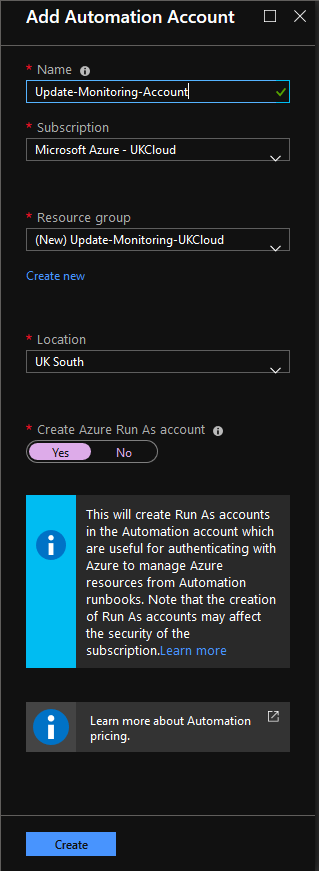 Add Automation Account
* Name
Update-Monitoring-Account
* Subscription
Microsoft Azure - UKCloud
* Resource group
(New) Update-Monitoring-UKCloud
Create new
* Location
UK South
* Create Azure Run As account
Yes No
This will create Run As accounts
in the Automation account which
are useful for authenticating with
Azure to manage Azure
resources from Automation
runbooks. Note that the creation
of Run As accounts may affect
the security of the
subscription.Learn more
Learn more about Automation
pricing.
Create